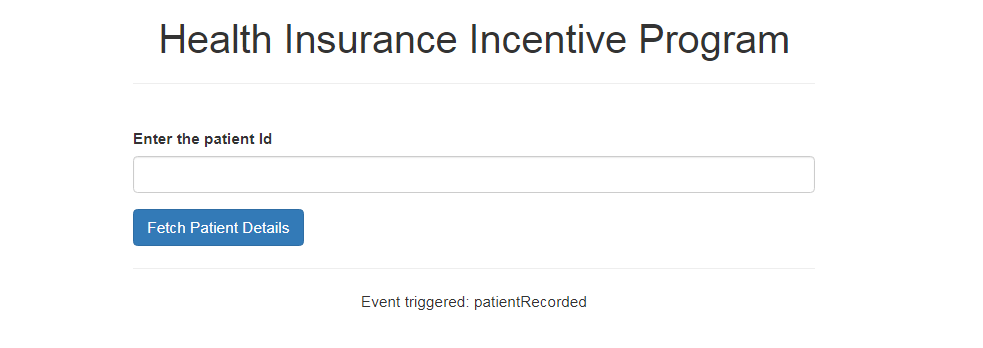 Health Insurance Incentive Program
Enter the patient Id
Fetch Patient Details
Event triggered: patientRecorded